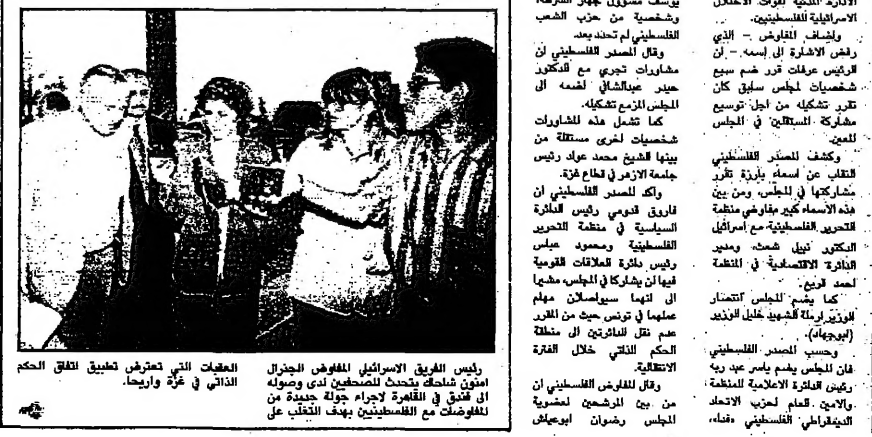 الادارة المدنية لقوات الاحتلال
الاسرائيلية للفلسطينيين.
واضاف المفاوض – الذي
رفض الاشارة الى اسمه – ان
الرئيس عرفات قرر ضم سبع
شخصيات لمجلس سابق كان
تقرر تشكيله من اجل توسيع
مشاركة المستقلين في المجلس
المعين.
وكشف المصدر الفلسطيني
النقاب عن اسماء بارزة تقرر
مشاركتها في المجلس، ومن بين
هذه الأسماء كبير مفاوضي منظمة
التحرير الفلسطينية مع اسرائيل
الدكتور نبيل شعث، ومدير
الدائرة الاقتصادية في المنظمة
احمد قريع.
كما يضم المجلس انتصار
الوزير ارملة الشهيد خليل الوزير
(ابوجهاد).
وحسب المصدر الفلسطيني
فان المجلس يضم ياسر عبد ربه
رئيس الدائرة الاعلامية للمنظمة
والامين العام لحزب الاتحاد
الديمقراطي الفلسطيني «فدا»،
يوسف مسؤول جهاز الشرطة،
وشخصية من حزب الشعب
الفلسطيني لم تحدد بعد.
وقال المصدر الفلسطيني ان
مشاورات تجري مع الدكتور
حيدر عبدالشافي لضمه الى
المجلس المزمع تشكيله.
كما تشمل هذه المشاورات
شخصيات اخرى مستقلة من
بينها الشيخ محمد عواد رئيس
جامعة الازهر في قطاع غزة.
واكد المصدر الفلسطيني ان
فاروق قدومي رئيس الدائرة
السياسية في منظمة التحرير
الفلسطينية ومحمود عباس
رئيس دائرة العلاقات القومية
فيها لن يشاركا في المجلس، مشيرا
الى انهما سيواصلان مهام
عملهما في تونس حيث من المقرر
عدم نقل الدائرتين الى منطقة
الحكم الذاتي خلال الفترة
الانتقالية.
وقال المفاوض الفلسطيني ان
من بين المرشحين لعضوية
المجلس رضوان ابوعياش
رئيس الفريق الاسرائيلي المفاوض الجنرال
امنون شاحاك يتحدث للصحفيين لدى وصوله
الى فندق في القاهرة لاجراء جولة جديدة من
المفاوضات مع الفلسطينيين بهدف التغلب على
العقبات التي تعترض تطبيق اتفاق الحكم
الذاتي في غزة واريحا.